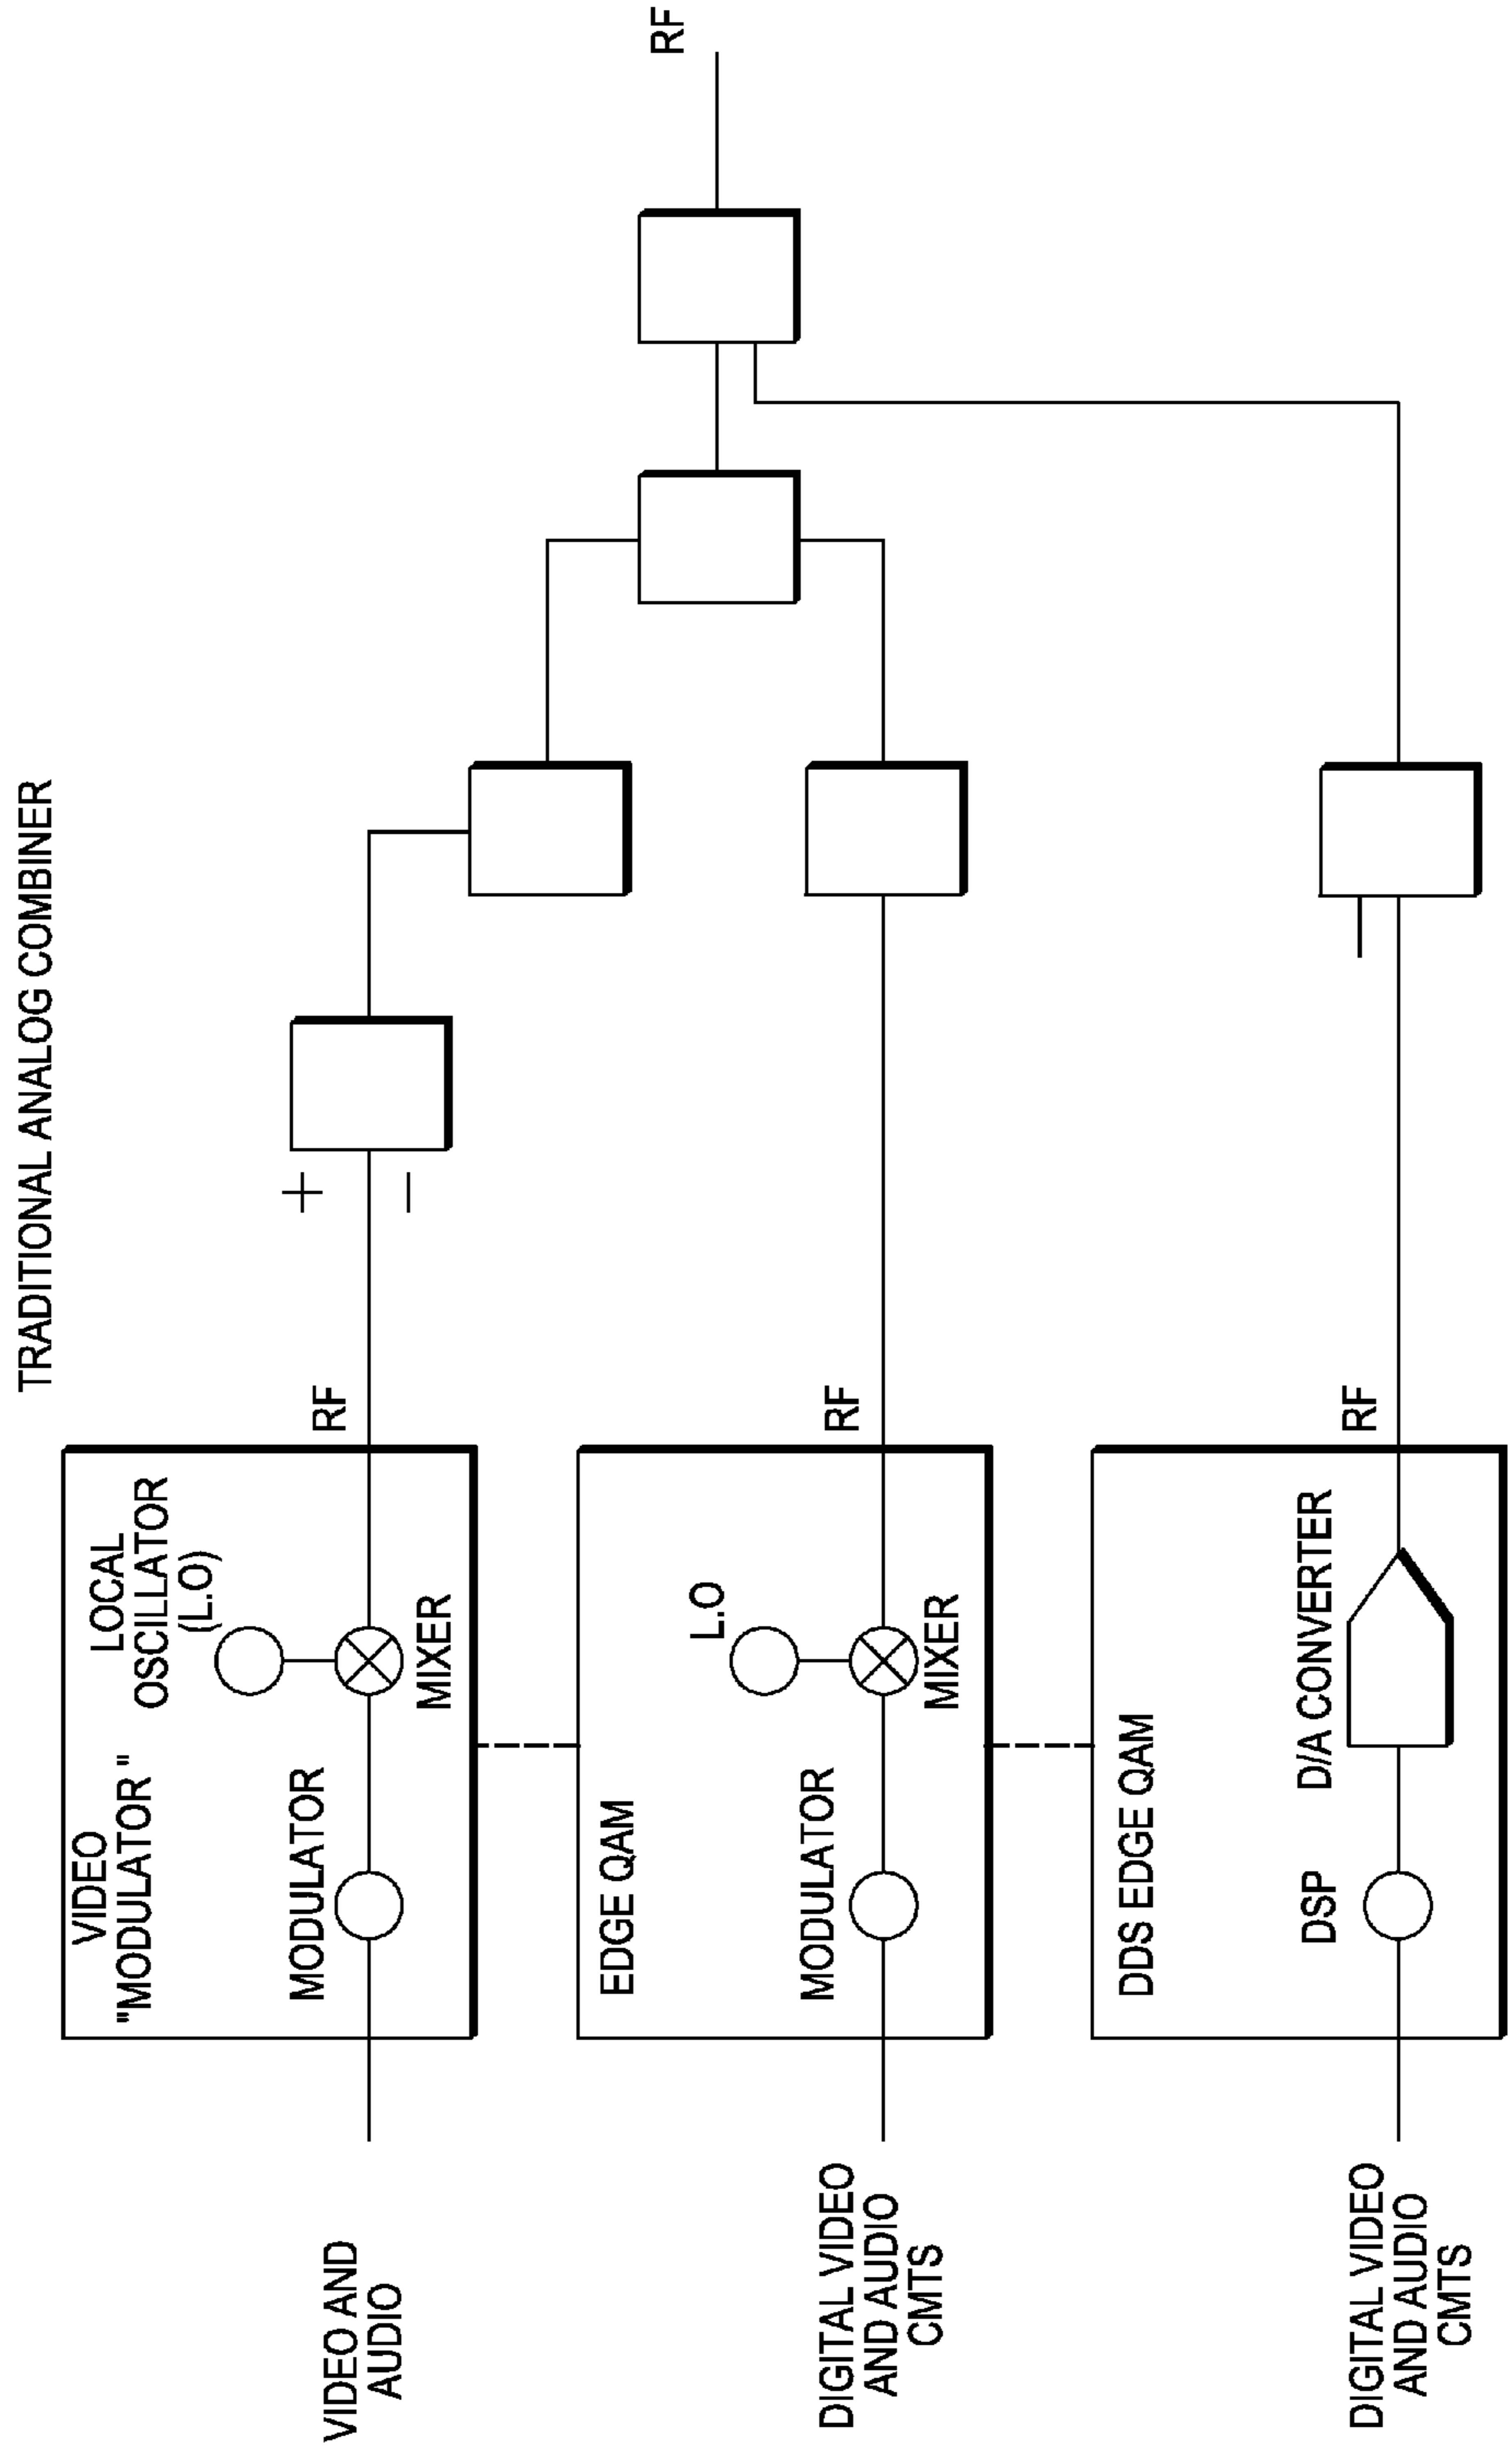 TRADITIONAL ANALOG COMBINER
VIDEO AND
AUDIO
VIDEO
"MODULATOR"
LOCAL
OSCILLATOR
(L.O)
MODULATOR
MIXER
RF
+
−
DIGITAL VIDEO
AND AUDIO
CMTS
EDGE QAM
L.O
MODULATOR
MIXER
RF
RF
DIGITAL VIDEO
AND AUDIO
CMTS
DDS EDGE QAM
DSP
D/A CONVERTER
RF